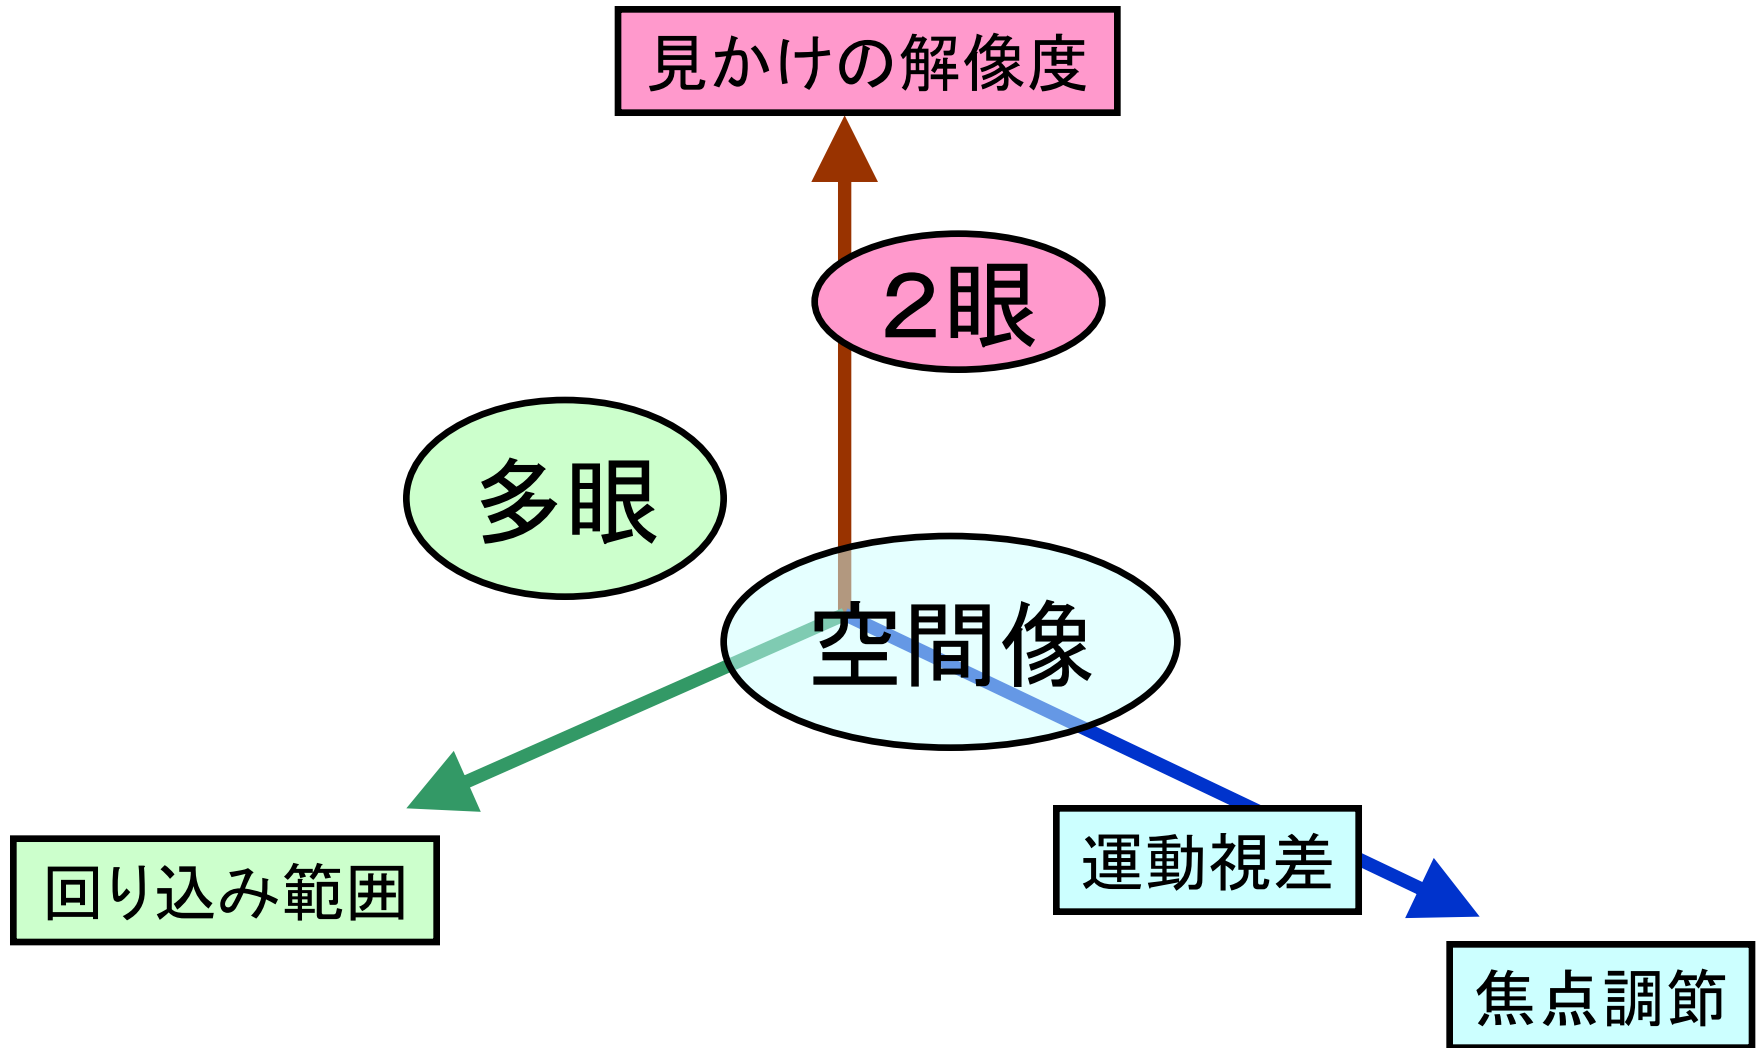 見かけの解像度
２眼
多眼
空間像
運動視差
回り込み範囲
焦点調節